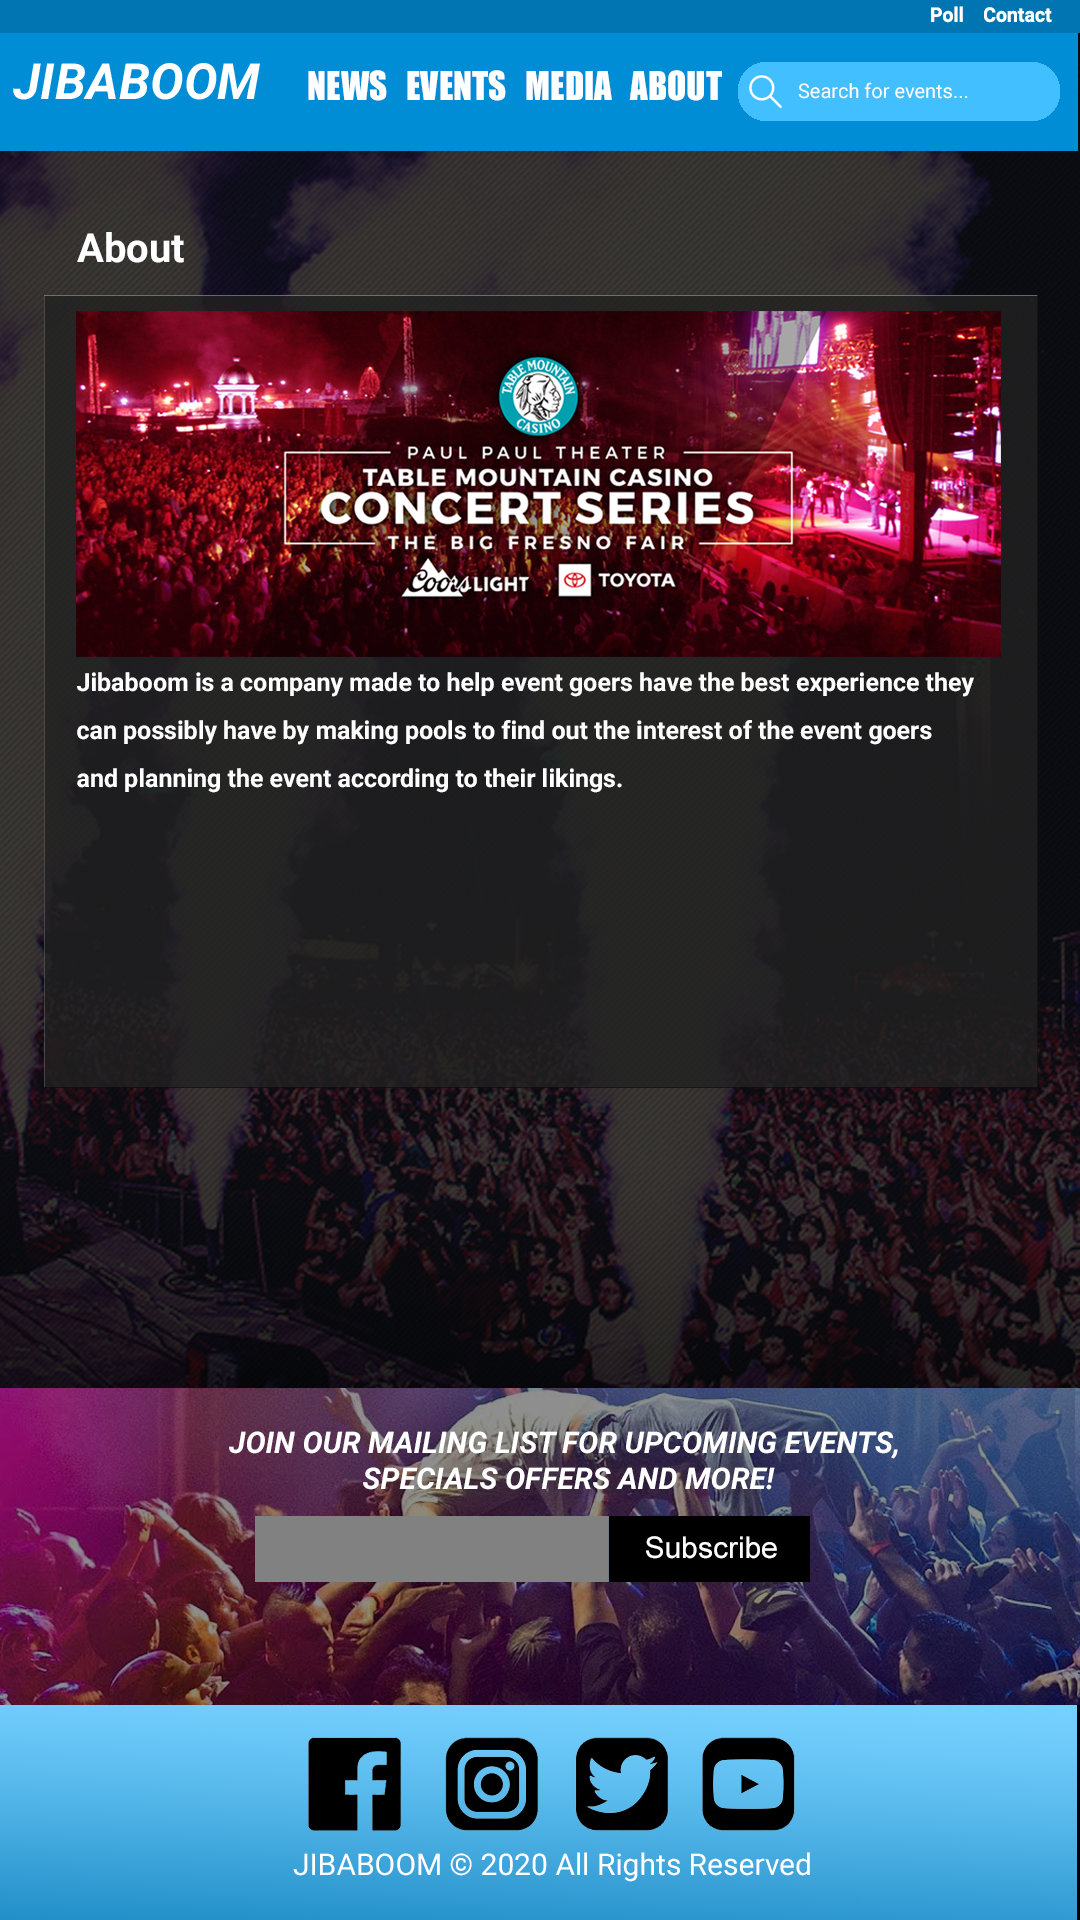 Poll Contact
JIBABOOM NEWS EVENTS MEDIA ABOUT Search for events...
About
TABLE MOUNTAIN
CASINO
PAUL PAUL THEATER
TABLE MOUNTAIN CASINO
CONCERT SERIES
THE BIG FRESNO FAIR
Coors LIGHT TOYOTA
Jibaboom is a company made to help event goers have the best experience they
can possibly have by making pools to find out the interest of the event goers
and planning the event according to their likings.
JOIN OUR MAILING LIST FOR UPCOMING EVENTS,
SPECIALS OFFERS AND MORE!
Subscribe
JIBABOOM © 2020 All Rights Reserved